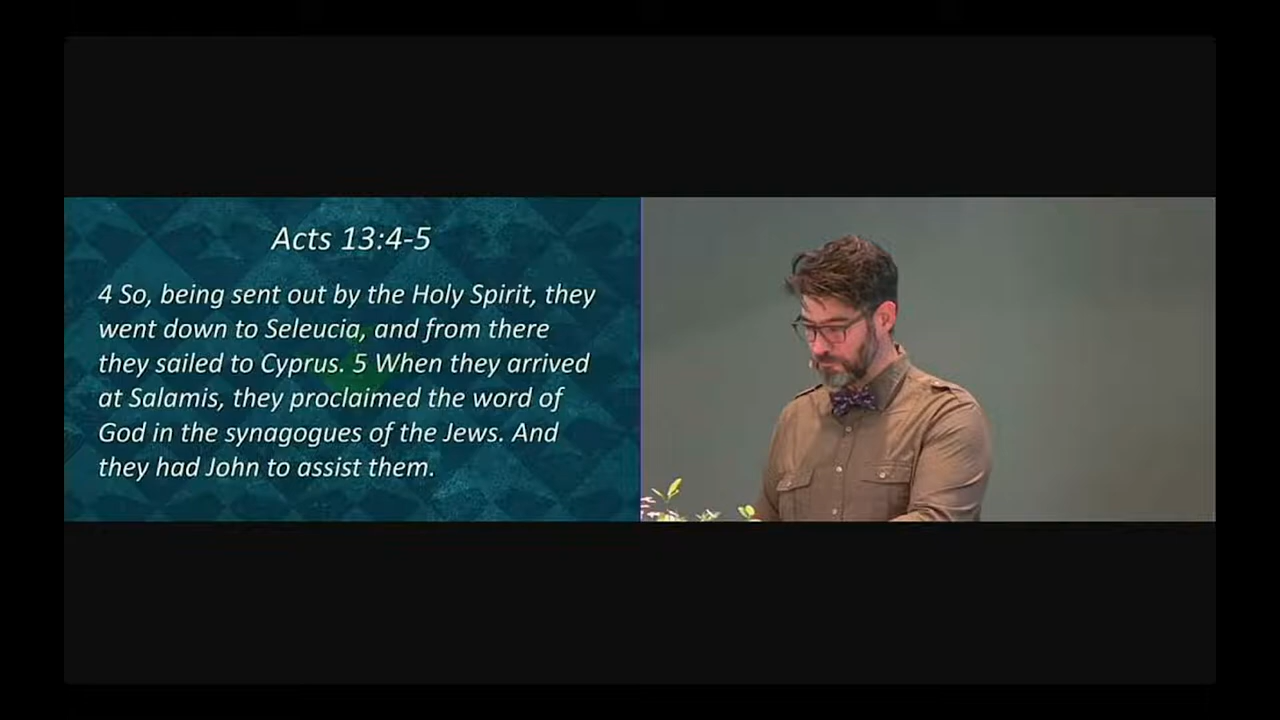 Acts 13:4-5
4 So, being sent out by the Holy Spirit, they
went down to Seleucia, and from there
they sailed to Cyprus. 5 When they arrived
at Salamis, they proclaimed the word of
God in the synagogues of the Jews. And
they had John to assist them.